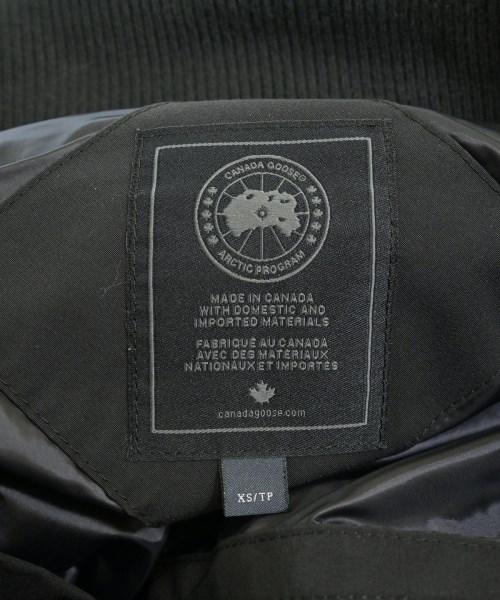 CANADA GOOSE®
ARCTIC PROGRAM
MADE IN CANADA
WITH DOMESTIC AND
IMPORTED MATERIALS
FABRIQUÉ AU CANADA
AVEC DES MATÉRIAUX
NATIONAUX ET IMPORTÉS
canadagoose.com
XS/TP